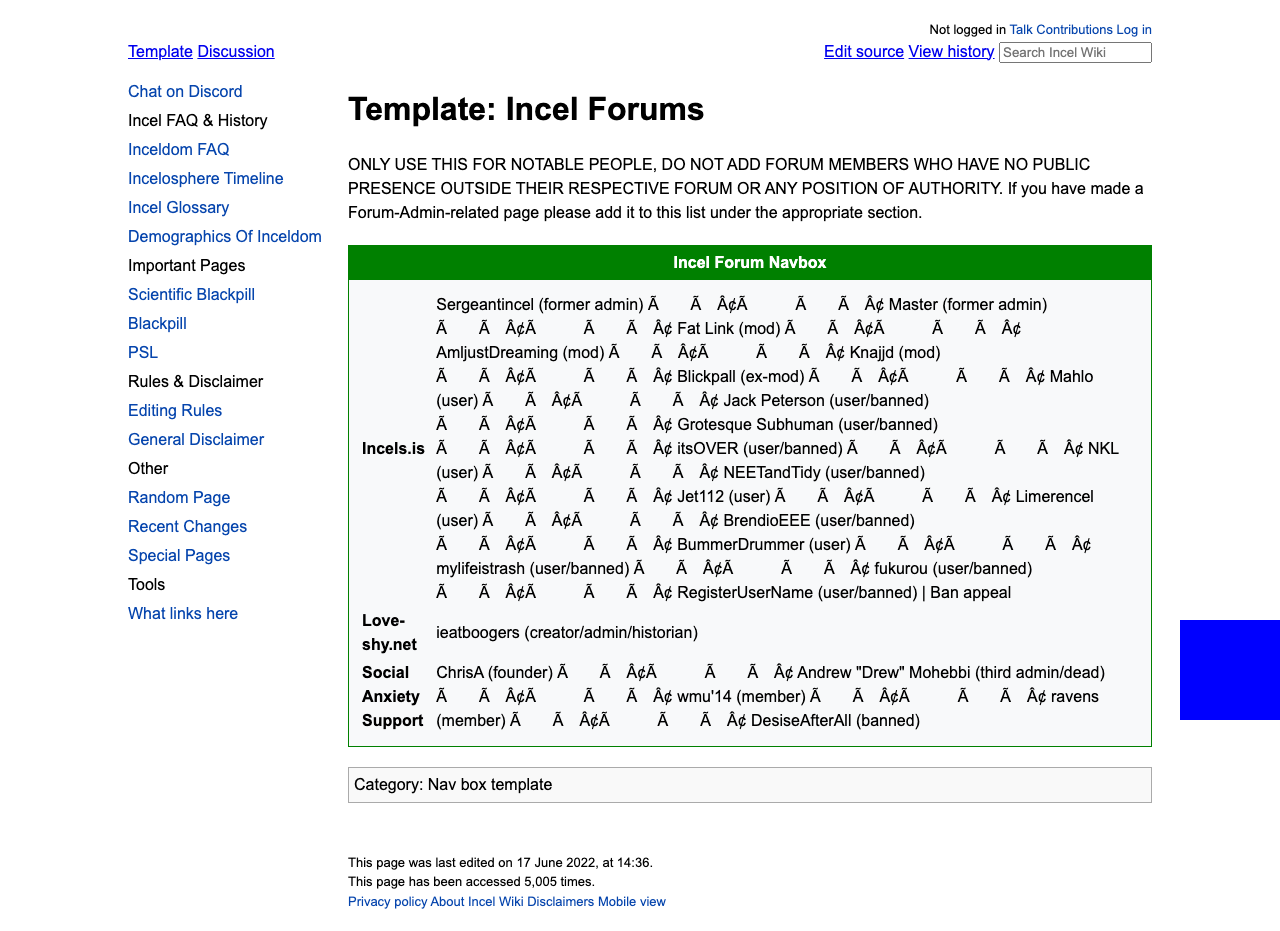 Not logged in Talk Contributions Log in
Template Discussion
Edit source View history Search Incel Wiki
Chat on Discord
Incel FAQ & History
Inceldom FAQ
Incelosphere Timeline
Incel Glossary
Demographics Of Inceldom
Important Pages
Scientific Blackpill
Blackpill
PSL
Rules & Disclaimer
Editing Rules
General Disclaimer
Other
Random Page
Recent Changes
Special Pages
Tools
What links here
Template: Incel Forums
ONLY USE THIS FOR NOTABLE PEOPLE, DO NOT ADD FORUM MEMBERS WHO HAVE NO PUBLIC
PRESENCE OUTSIDE THEIR RESPECTIVE FORUM OR ANY POSITION OF AUTHORITY. If you have made a
Forum-Admin-related page please add it to this list under the appropriate section.
Incel Forum Navbox
Incels.is
Sergeantincel (former admin) Ã Ã Â¢Ã Ã Ã Â¢ Master (former admin)
Ã Ã Â¢Ã Ã Ã Â¢ Fat Link (mod) Ã Ã Â¢Ã Ã Ã Â¢
AmljustDreaming (mod) Ã Ã Â¢Ã Ã Ã Â¢ Knajjd (mod)
Ã Ã Â¢Ã Ã Ã Â¢ Blickpall (ex-mod) Ã Ã Â¢Ã Ã Ã Â¢ Mahlo
(user) Ã Ã Â¢Ã Ã Ã Â¢ Jack Peterson (user/banned)
Ã Ã Â¢Ã Ã Ã Â¢ Grotesque Subhuman (user/banned)
Ã Ã Â¢Ã Ã Ã Â¢ itsOVER (user/banned) Ã Ã Â¢Ã Ã Ã Â¢ NKL
(user) Ã Ã Â¢Ã Ã Ã Â¢ NEETandTidy (user/banned)
Ã Ã Â¢Ã Ã Ã Â¢ Jet112 (user) Ã Ã Â¢Ã Ã Ã Â¢ Limerencel
(user) Ã Ã Â¢Ã Ã Ã Â¢ BrendioEEE (user/banned)
Ã Ã Â¢Ã Ã Ã Â¢ BummerDrummer (user) Ã Ã Â¢Ã Ã Ã Â¢
mylifeistrash (user/banned) Ã Ã Â¢Ã Ã Ã Â¢ fukurou (user/banned)
Ã Ã Â¢Ã Ã Ã Â¢ RegisterUserName (user/banned) | Ban appeal
Love-
shy.net
ieatboogers (creator/admin/historian)
Social
Anxiety
Support
ChrisA (founder) Ã Ã Â¢Ã Ã Ã Â¢ Andrew "Drew" Mohebbi (third admin/dead)
Ã Ã Â¢Ã Ã Ã Â¢ wmu'14 (member) Ã Ã Â¢Ã Ã Ã Â¢ ravens
(member) Ã Ã Â¢Ã Ã Ã Â¢ DesiseAfterAll (banned)
Category: Nav box template
This page was last edited on 17 June 2022, at 14:36.
This page has been accessed 5,005 times.
Privacy policy About Incel Wiki Disclaimers Mobile view